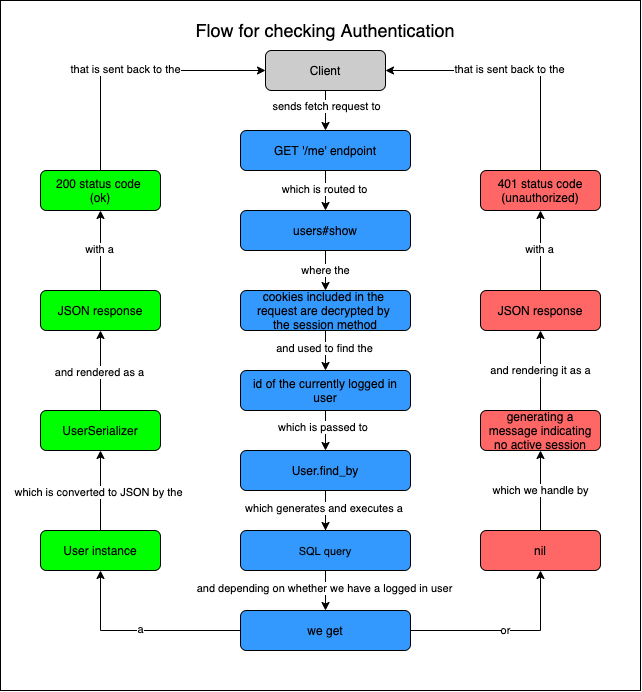 Flow for checking Authentication
that is sent back to the
Client
that is sent back to the
sends fetch request to
GET '/me' endpoint
200 status code
(ok)
401 status code
(unauthorized)
which is routed to
users#show
with a
with a
where the
JSON response
cookies included in the
request are decrypted by
the session method
JSON response
and used to find the
and rendered as a
and rendering it as a
id of the currently logged in
user
UserSerializer
generating a
message indicating
no active session
which is passed to
User.find_by
which is converted to JSON by the
which we handle by
which generates and executes a
User instance
SQL query
nil
and depending on whether we have a logged in user
a
we get
or